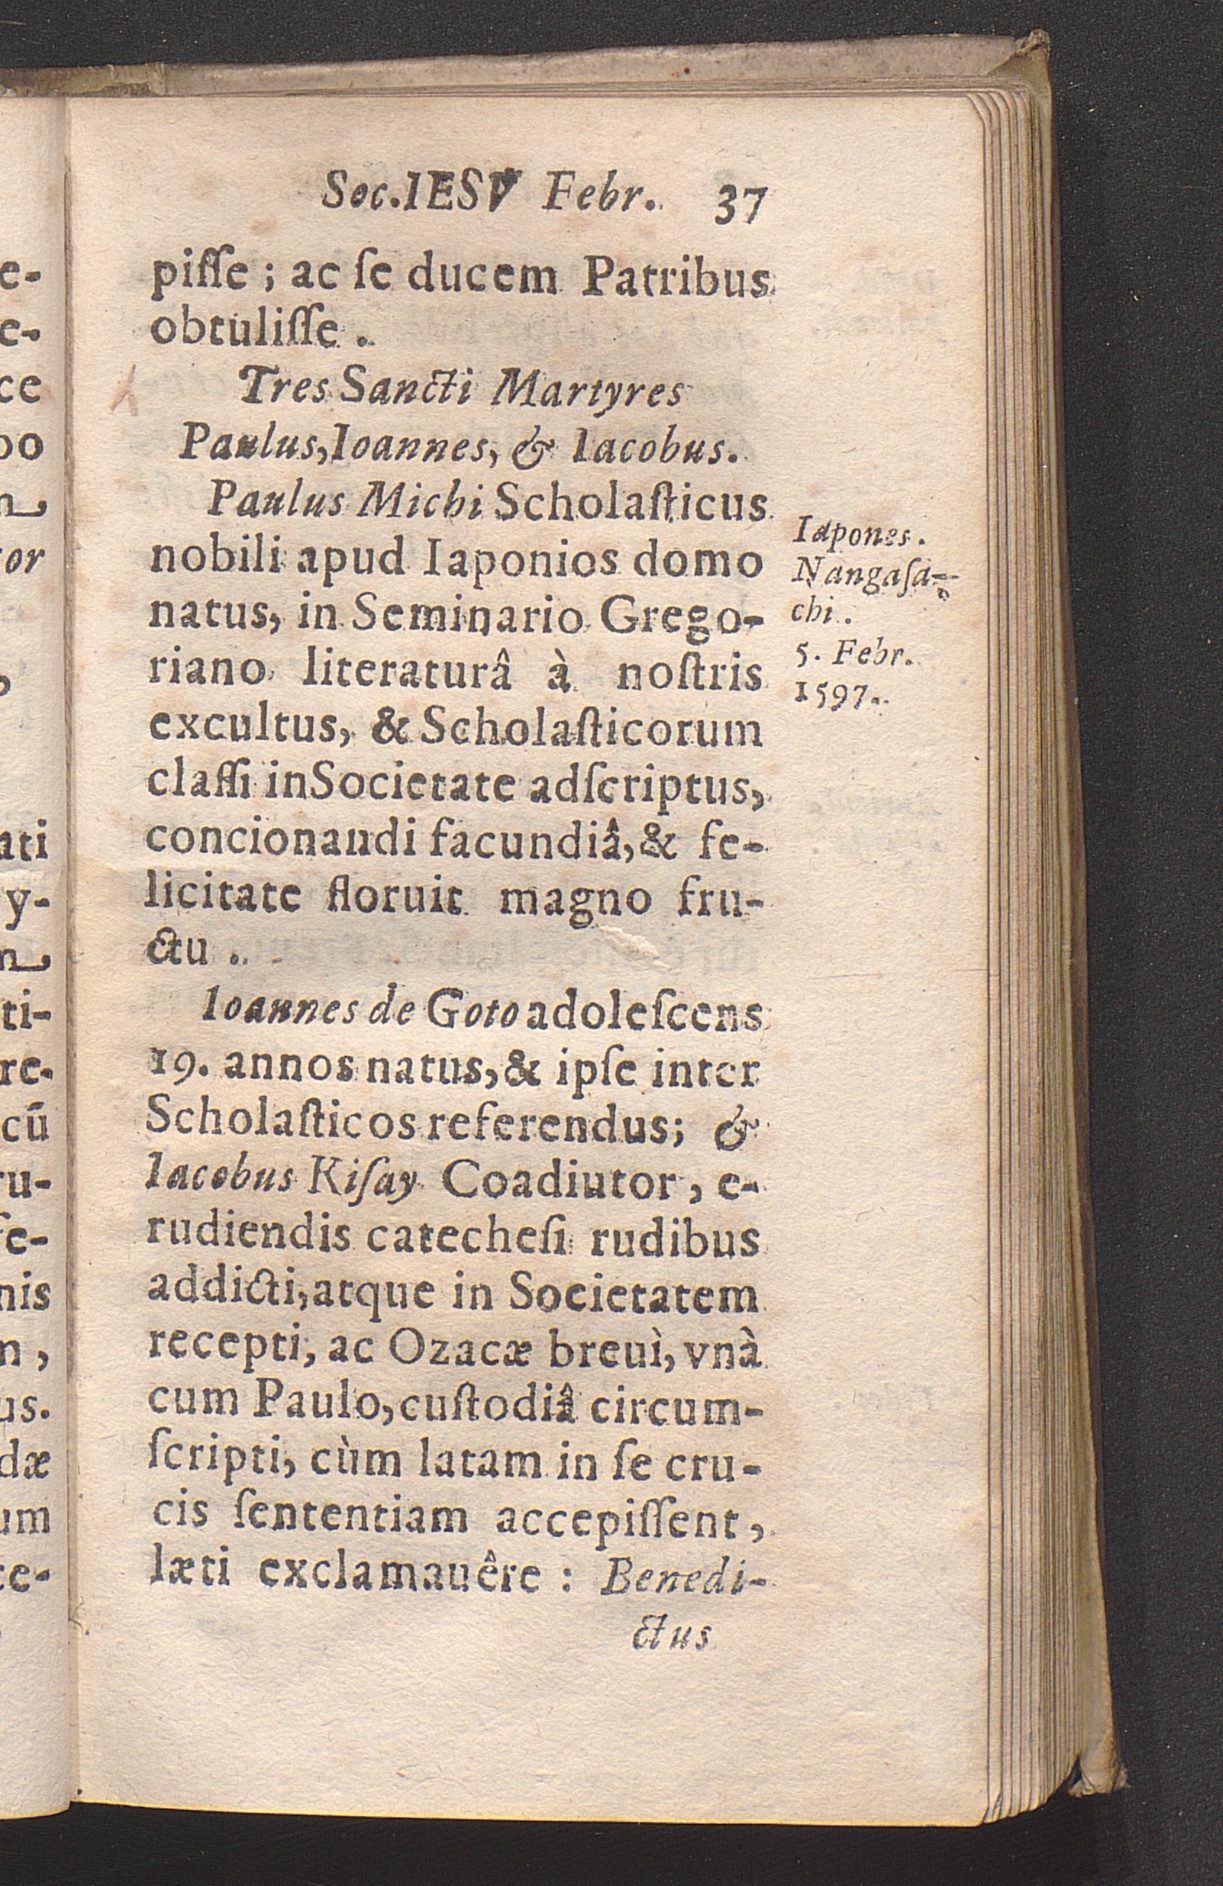 Soc. IESV Febr. 37
piſſe; ac ſe ducem Patribus
obtuliſſe.
Tres Sancti Martyres
Paulus, Ioannes, & Iacobus.
Paulus Michi Scholaſticus
nobili apud Iaponios domo
natus, in Seminario Grego-
riano literaturâ à noſtris
excultus, & Scholaſticorum
claſſi in Societate adſcriptus,
concionandi facundiâ, & fe-
licitate floruit magno fru-
ctu.
Iapones.
Nangaſa-
chi.
5. Febr.
1597.
Ioannes de Goto adoleſcens
19. annos natus, & ipſe inter
Scholaſticos referendus; &
Iacobus Kiſay Coadiutor, e-
rudiendis catecheſi rudibus
addicti, atque in Societatem
recepti, ac Ozacæ breuì, vnà
cum Paulo, cuſtodiâ circum-
ſcripti, cùm latam in ſe cru-
cis ſententiam accepiſſent,
læti exclamauêre: Benedi-
ctus